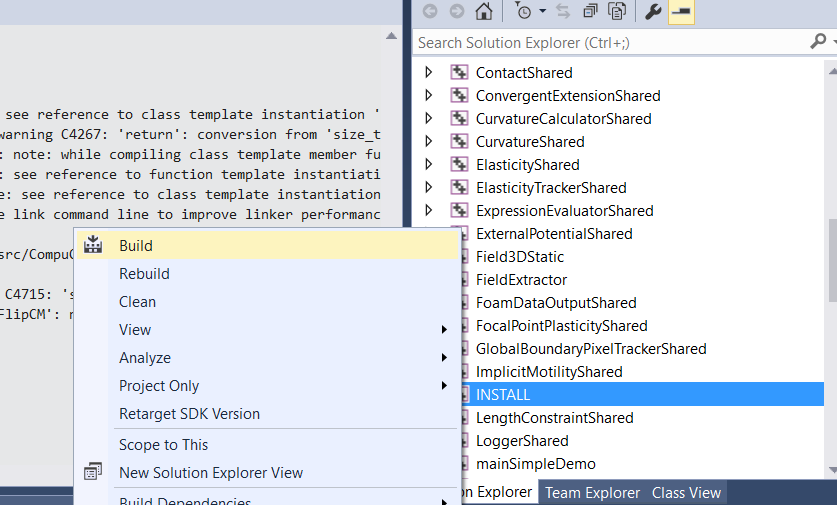 Search Solution Explorer (Ctrl+;)
ContactShared
ConvergentExtensionShared
CurvatureCalculatorShared
CurvatureShared
ElasticityShared
ElasticityTrackerShared
ExpressionEvaluatorShared
ExternalPotentialShared
Field3DStatic
FieldExtractor
FoamDataOutputShared
FocalPointPlasticityShared
GlobalBoundaryPixelTrackerShared
ImplicitMotilityShared
INSTALL
LengthConstraintShared
LoggerShared
mainSimpleDemo
see reference to class template instantiation '
warning C4267: 'return': conversion from 'size_t
: note: while compiling class template member fu
: see reference to function template instantiati
e: see reference to class template instantiation
e link command line to improve linker performanc
src/CompuC
C4715: 's
FlipCM': r
Build
Rebuild
Clean
View
Analyze
Project Only
Retarget SDK Version
Scope to This
New Solution Explorer View
Build Dependencies
on Explorer
Team Explorer
Class View